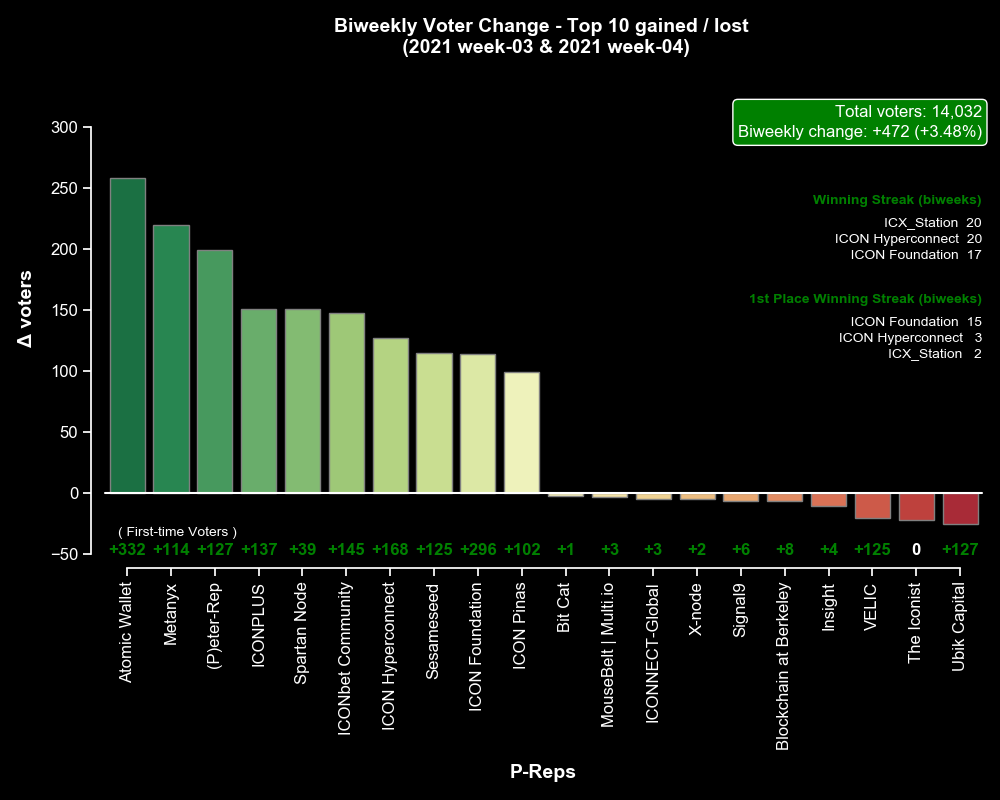 Biweekly Voter Change - Top 10 gained / lost
(2021 week-03 & 2021 week-04)
Total voters: 14,032
Biweekly change: +472 (+3.48%)
Winning Streak (biweeks)
ICX_Station 20
ICON Hyperconnect 20
ICON Foundation 17
1st Place Winning Streak (biweeks)
ICON Foundation 15
ICON Hyperconnect 3
ICX_Station 2
Δ voters
300
250
200
150
100
50
0
−50
( First-time Voters )
+332 +114 +127 +137 +39 +145 +168 +125 +296 +102 +1 +3 +3 +2 +6 +8 +4 +125 0 +127
Atomic Wallet
Metanyx
(P)eter-Rep
ICONPLUS
Spartan Node
ICONbet Community
ICON Hyperconnect
Sesameseed
ICON Foundation
ICON Pinas
Bit Cat
MouseBelt | Multi.io
ICONNECT-Global
X-node
Signal9
Blockchain at Berkeley
Insight
VELIC
The Iconist
Ubik Capital
P-Reps